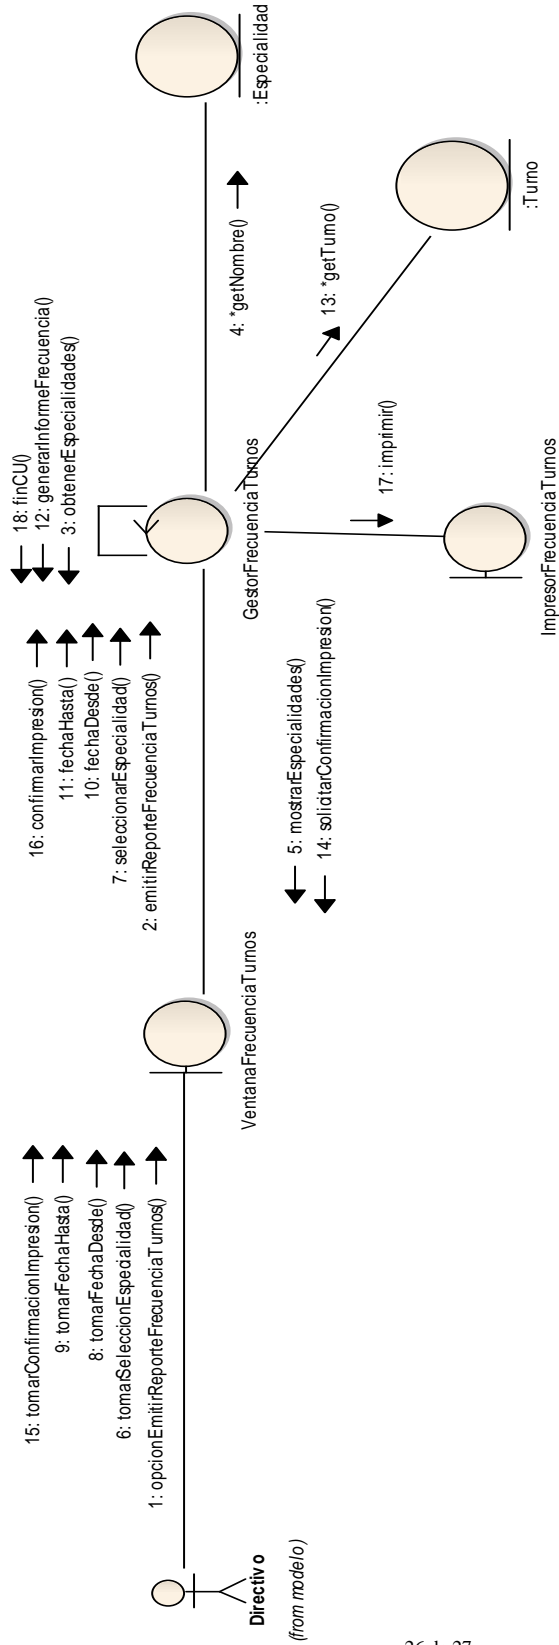 15: tomarConfirmacionImpresion()
9: tomarFechaHasta()
8: tomarFechaDesde()
6: tomarSeleccionEspecialidad()
1: opcionEmitirReporteFrecuenciaTurnos()
Directivo
(from modelo)
VentanaFrecuenciaTurnos
16: confirmarImpresion()
11: fechaHasta()
10: fechaDesde()
7: seleccionarEspecialidad()
2: emitirReporteFrecuenciaTurnos()
5: mostrarEspecialidades()
14: solicitarConfirmacionImpresion()
18: finCU()
12: generarInformeFrecuencia()
3: obtenerEspecialidades()
GestorFrecuenciaTurnos
4: *getNombre()
:Especialidad
13: *getTurno()
:Turno
17: imprimir()
ImpresorFrecuenciaTurnos